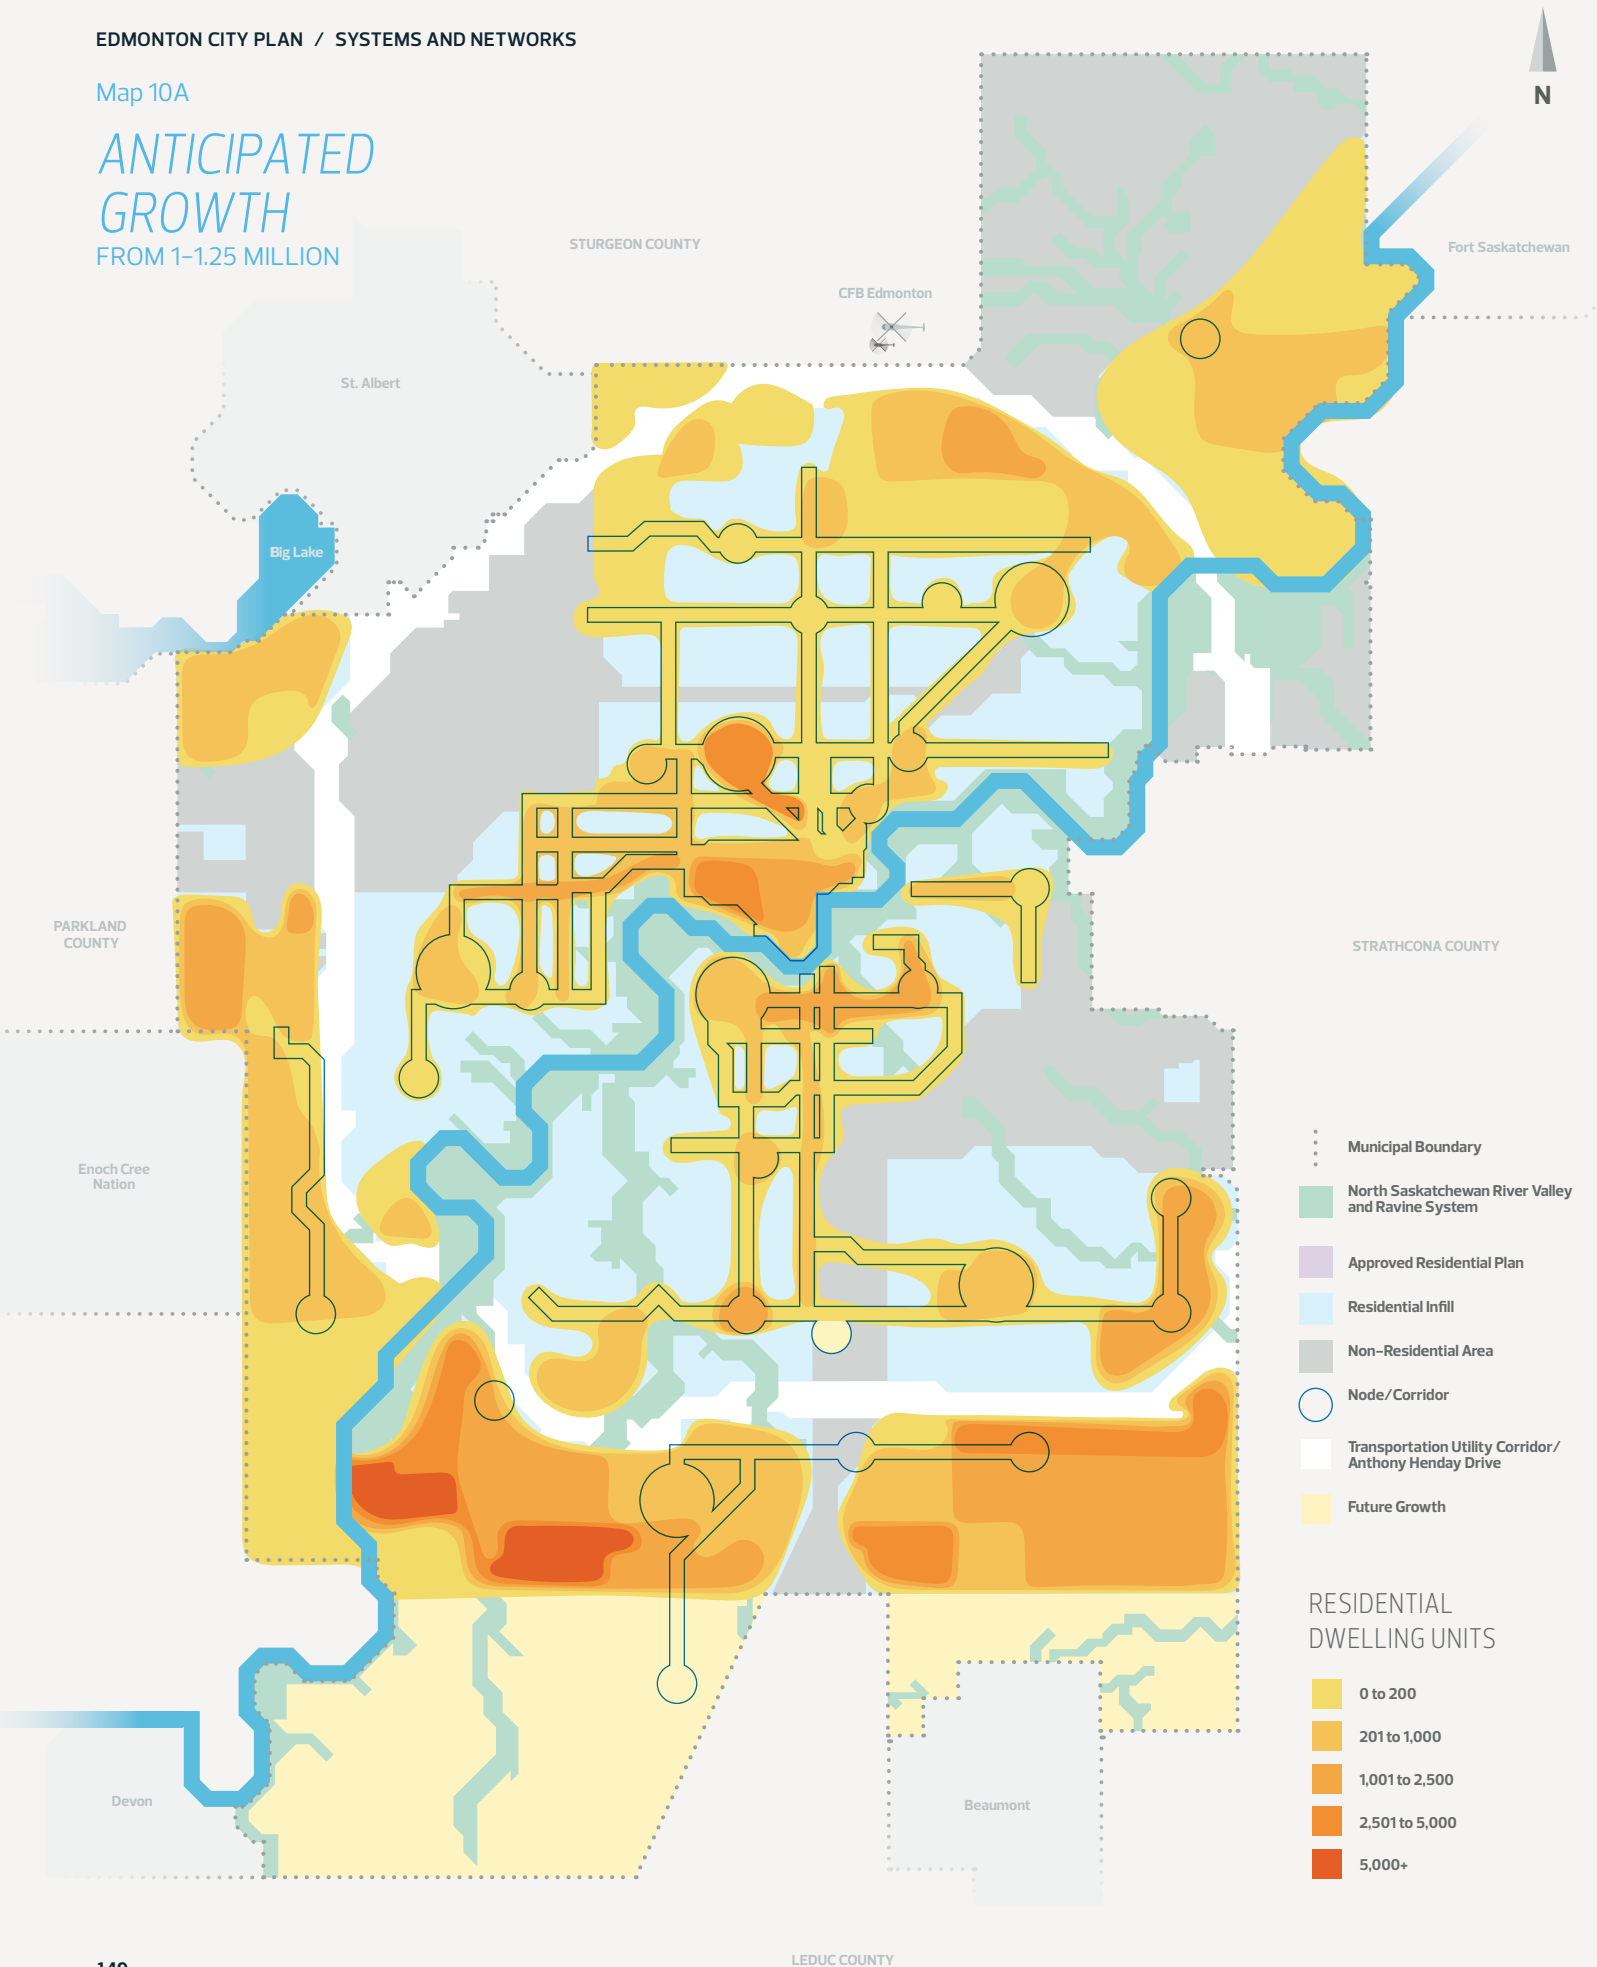 EDMONTON CITY PLAN / SYSTEMS AND NETWORKS
Map 10A
ANTICIPATED
GROWTH
FROM 1–1.25 MILLION
N
STURGEON COUNTY
Fort Saskatchewan
CFB Edmonton
St. Albert
Big Lake
PARKLAND
COUNTY
STRATHCONA COUNTY
Enoch Cree
Nation
Municipal Boundary
North Saskatchewan River Valley
and Ravine System
Approved Residential Plan
Residential Infill
Non-Residential Area
Node/Corridor
Transportation Utility Corridor/
Anthony Henday Drive
Future Growth
RESIDENTIAL
DWELLING UNITS
0 to 200
201 to 1,000
1,001 to 2,500
2,501 to 5,000
5,000+
Devon
Beaumont
LEDUC COUNTY